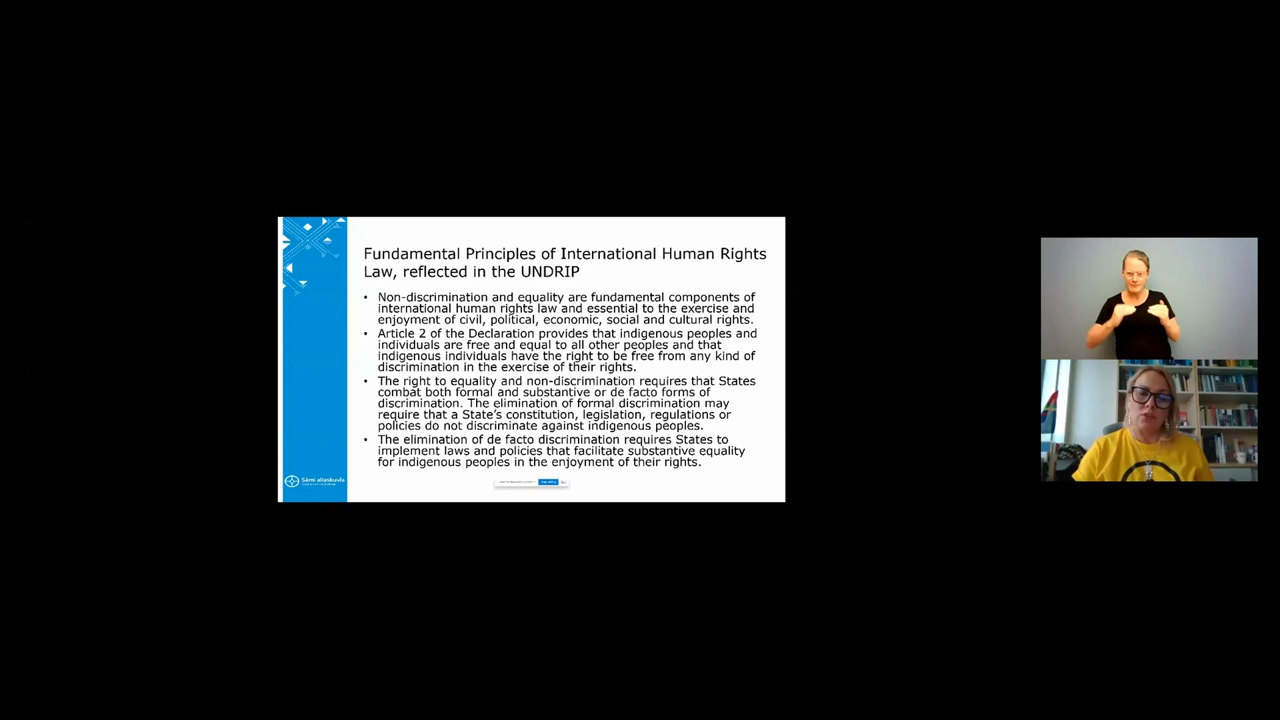 Fundamental Principles of International Human Rights
Law, reflected in the UNDRIP
• Non-discrimination and equality are fundamental components of
international human rights law and essential to the exercise and
enjoyment of civil, political, economic, social and cultural rights.
• Article 2 of the Declaration provides that indigenous peoples and
individuals are free and equal to all other peoples and that
indigenous individuals have the right to be free from any kind of
discrimination in the exercise of their rights.
• The right to equality and non-discrimination requires that States
combat both formal and substantive or de facto forms of
discrimination. The elimination of formal discrimination may
require that a State's constitution, legislation, regulations or
policies do not discriminate against indigenous peoples.
• The elimination of de facto discrimination requires States to
implement laws and policies that facilitate substantive equality
for indigenous peoples in the enjoyment of their rights.
Sámi allaskuvla